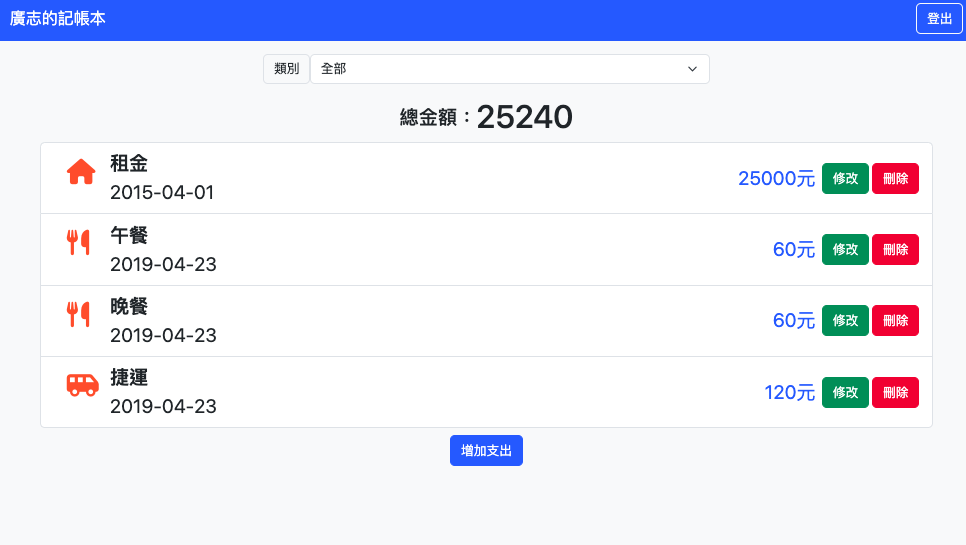 廣志的記帳本
登出
類別 全部
總金額：25240
租金
2015-04-01
25000元 修改 刪除
午餐
2019-04-23
60元 修改 刪除
晚餐
2019-04-23
60元 修改 刪除
捷運
2019-04-23
120元 修改 刪除
增加支出